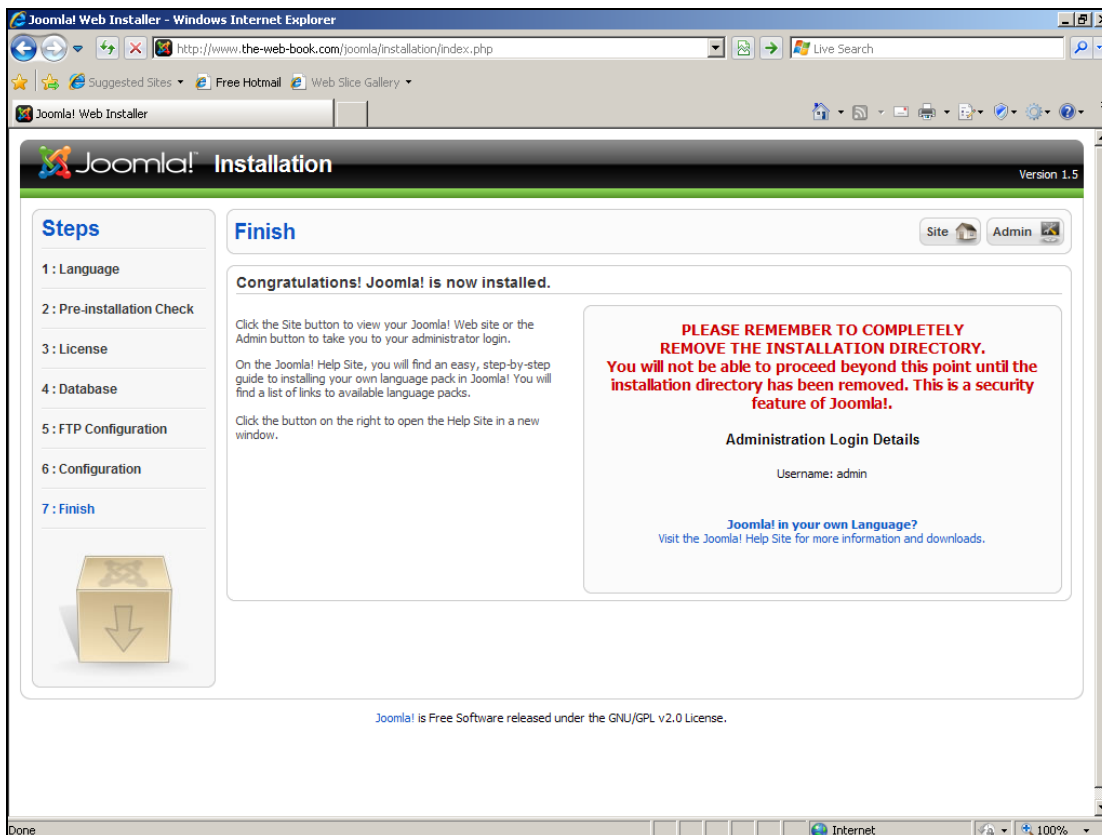 Joomla! Web Installer - Windows Internet Explorer
http://www.the-web-book.com/joomla/installation/index.php
Live Search
Suggested Sites
Free Hotmail
Web Slice Gallery
Joomla! Web Installer
Joomla!™ Installation
Version 1.5
Steps
1 : Language
2 : Pre-installation Check
3 : License
4 : Database
5 : FTP Configuration
6 : Configuration
7 : Finish
Finish
Site
Admin
Congratulations! Joomla! is now installed.
Click the Site button to view your Joomla! Web site or the
Admin button to take you to your administrator login.
On the Joomla! Help Site, you will find an easy, step-by-step
guide to installing your own language pack in Joomla! You will
find a list of links to available language packs.
Click the button on the right to open the Help Site in a new
window.
PLEASE REMEMBER TO COMPLETELY
REMOVE THE INSTALLATION DIRECTORY.
You will not be able to proceed beyond this point until the
installation directory has been removed. This is a security
feature of Joomla!.
Administration Login Details
Username: admin
Joomla! in your own Language?
Visit the Joomla! Help Site for more information and downloads.
Joomla! is Free Software released under the GNU/GPL v2.0 License.
Done
Internet
100%